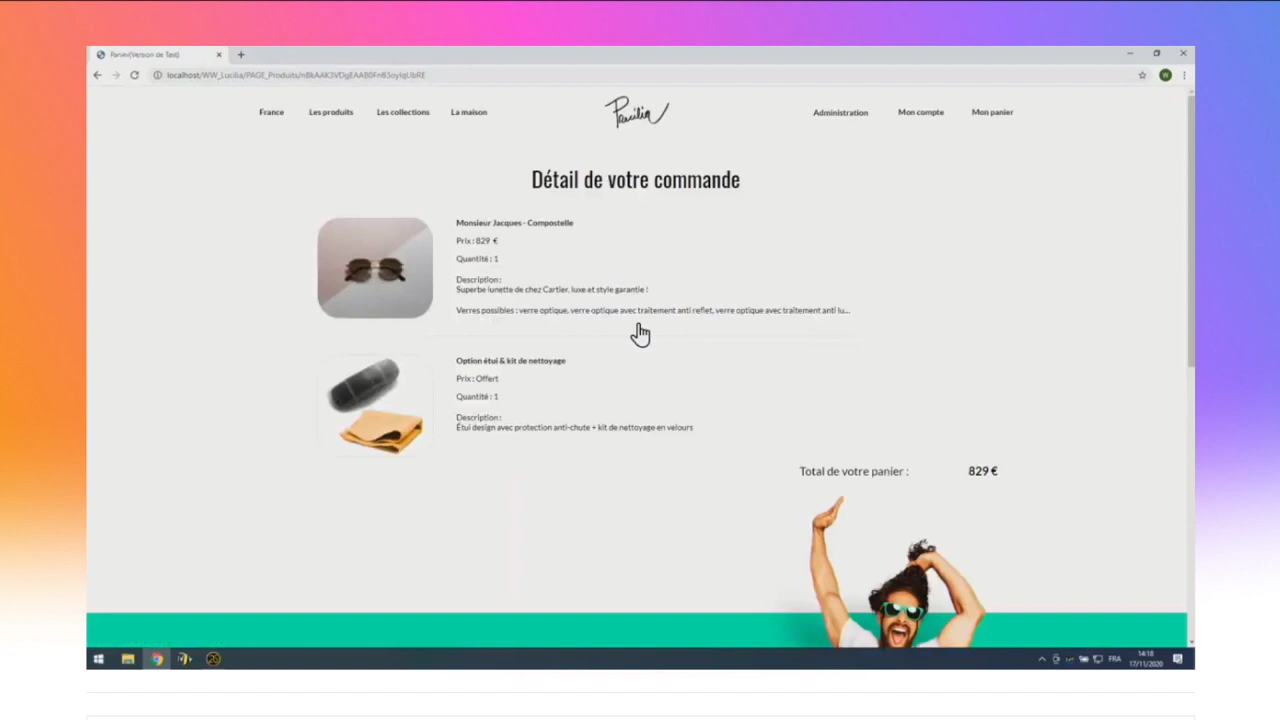 Panini(Version de Test)
localhost/WW_Lucilia/PAGE_Produits/nBkAAK3VDgEAAB0FnB3oyIqUbRE
France Les produits Les collections La maison
Administration Mon compte Mon panier
Détail de votre commande
Monsieur Jacques - Compostelle
Prix : 829 €
Quantité : 1
Description :
Superbe lunette de chez Cartier, luxe et style garantie !
Verres possibles : verre optique, verre optique avec traitement anti reflet, verre optique avec traitement anti lu...
Option étui & kit de nettoyage
Prix : Offert
Quantité : 1
Description :
Étui design avec protection anti-chute + kit de nettoyage en velours
Total de votre panier : 829 €
FRA
14:18
17/11/2020